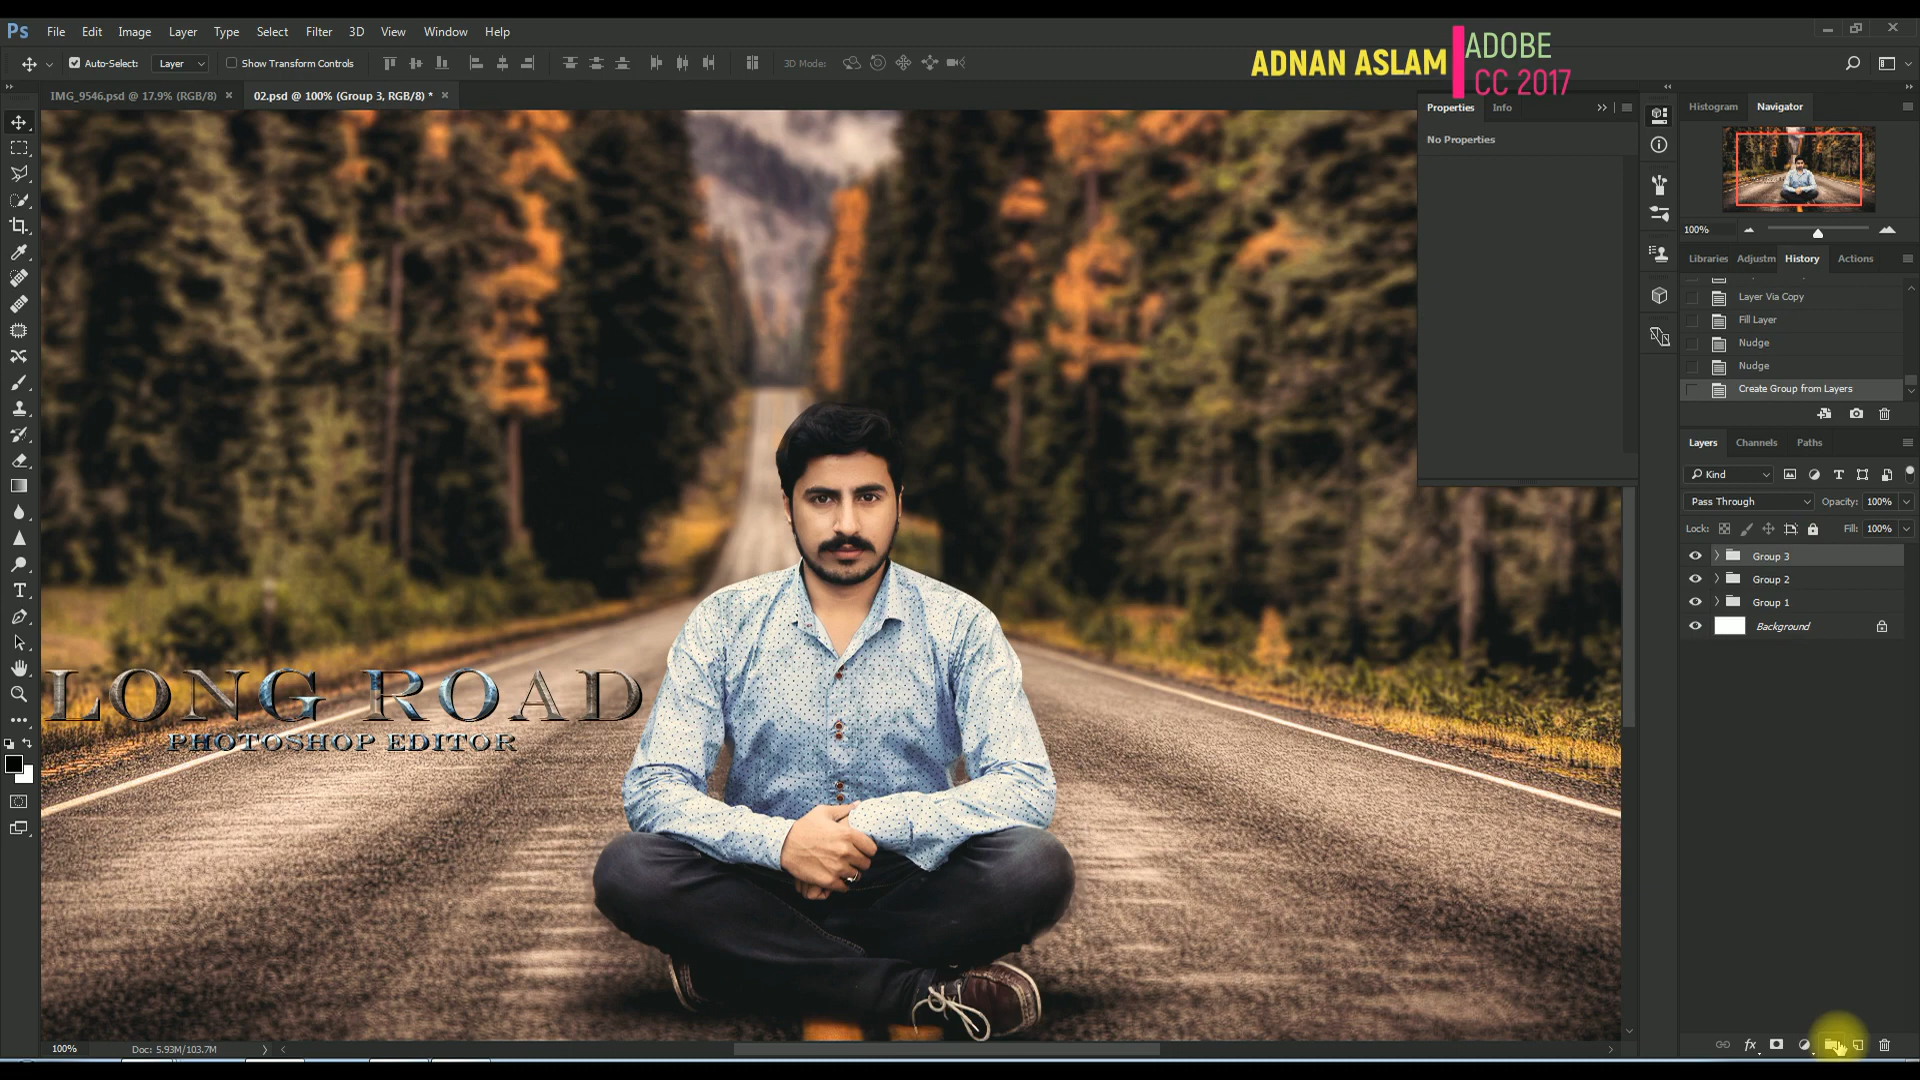 Ps File Edit Image Layer Type Select Filter 3D View Window Help
Auto-Select: Layer Show Transform Controls 3D Mode:
ADNAN ASLAM
ADOBE
CC 2017
IMG_9546.psd @ 17.9% (RGB/8) × 02.psd @ 100% (Group 3, RGB/8) * ×
Properties Info
No Properties
Histogram Navigator
100%
Libraries Adjustm History Actions
Layer Via Copy
Fill Layer
Nudge
Nudge
Create Group from Layers
Layers Channels Paths
Kind
Pass Through Opacity: 100%
Lock: Fill: 100%
Group 3
Group 2
Group 1
Background
LONG ROAD
PHOTOSHOP EDITOR
100% Doc: 5.93M/103.7M
fx